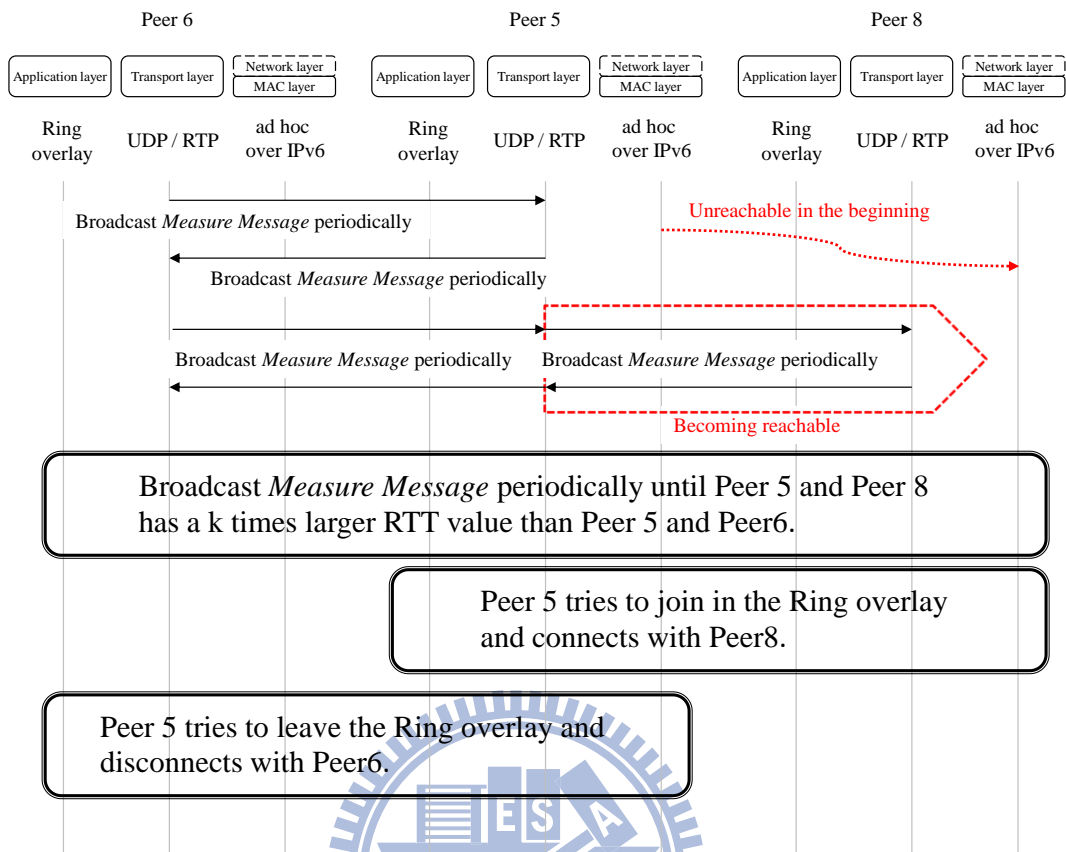 Peer 6
Peer 5
Peer 8
Application layer
Transport layer
Network layer
MAC layer
Application layer
Transport layer
Network layer
MAC layer
Application layer
Transport layer
Network layer
MAC layer
Ring
overlay
UDP / RTP
ad hoc
over IPv6
Ring
overlay
UDP / RTP
ad hoc
over IPv6
Ring
overlay
UDP / RTP
ad hoc
over IPv6
Broadcast Measure Message periodically
Unreachable in the beginning
Broadcast Measure Message periodically
Broadcast Measure Message periodically
Broadcast Measure Message periodically
Becoming reachable
Broadcast Measure Message periodically until Peer 5 and Peer 8
has a k times larger RTT value than Peer 5 and Peer6.
Peer 5 tries to join in the Ring overlay
and connects with Peer8.
Peer 5 tries to leave the Ring overlay and
disconnects with Peer6.
E S A